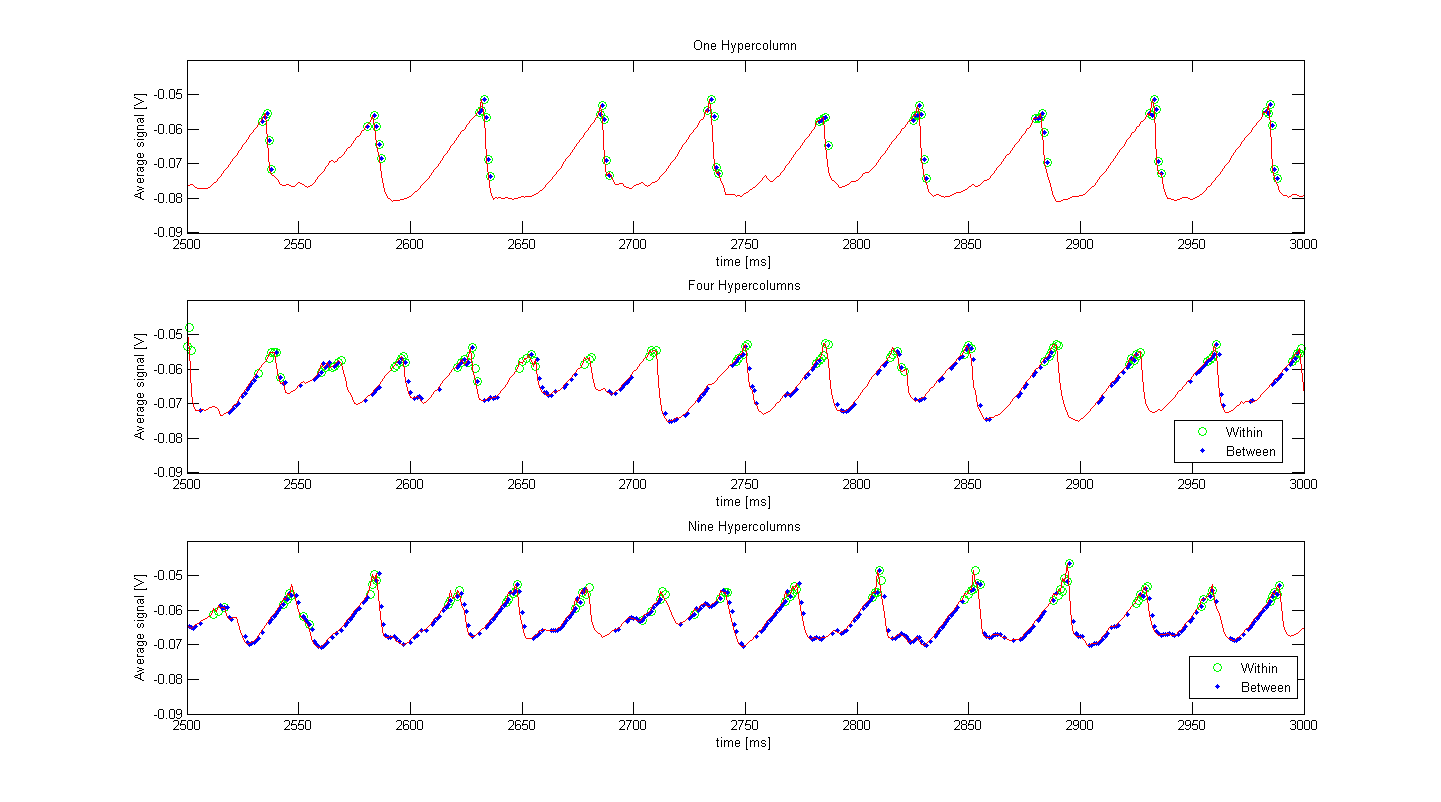 One Hypercolumn
Average signal [V]
-0.05
-0.06
-0.07
-0.08
-0.09
2500 2550 2600 2650 2700 2750 2800 2850 2900 2950 3000
time [ms]
Four Hypercolumns
Average signal [V]
-0.05
-0.06
-0.07
-0.08
-0.09
Within
Between
2500 2550 2600 2650 2700 2750 2800 2850 2900 2950 3000
time [ms]
Nine Hypercolumns
Average signal [V]
-0.05
-0.06
-0.07
-0.08
-0.09
Within
Between
2500 2550 2600 2650 2700 2750 2800 2850 2900 2950 3000
time [ms]